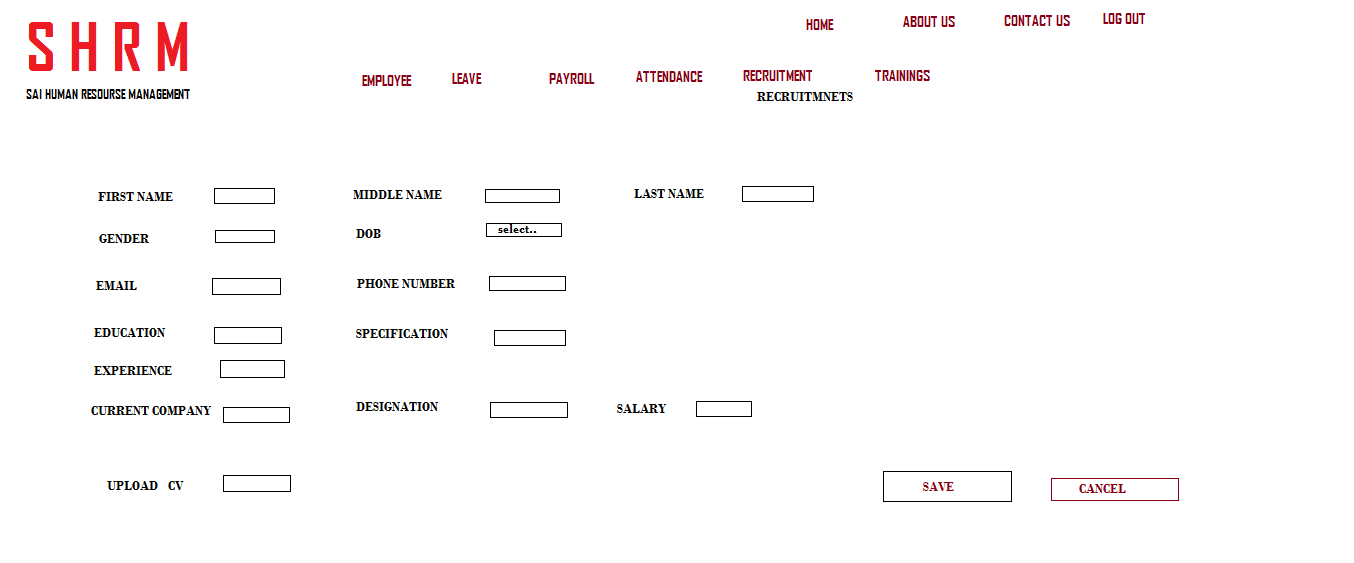 SHRM
SAI HUMAN RESOURSE MANAGEMENT
HOME ABOUT US CONTACT US LOG OUT
EMPLOYEE LEAVE PAYROLL ATTENDANCE RECRUITMENT TRAININGS
RECRUITMNETS
FIRST NAME MIDDLE NAME LAST NAME
GENDER DOB select..
EMAIL PHONE NUMBER
EDUCATION SPECIFICATION
EXPERIENCE
CURRENT COMPANY DESIGNATION SALARY
UPLOAD CV SAVE CANCEL